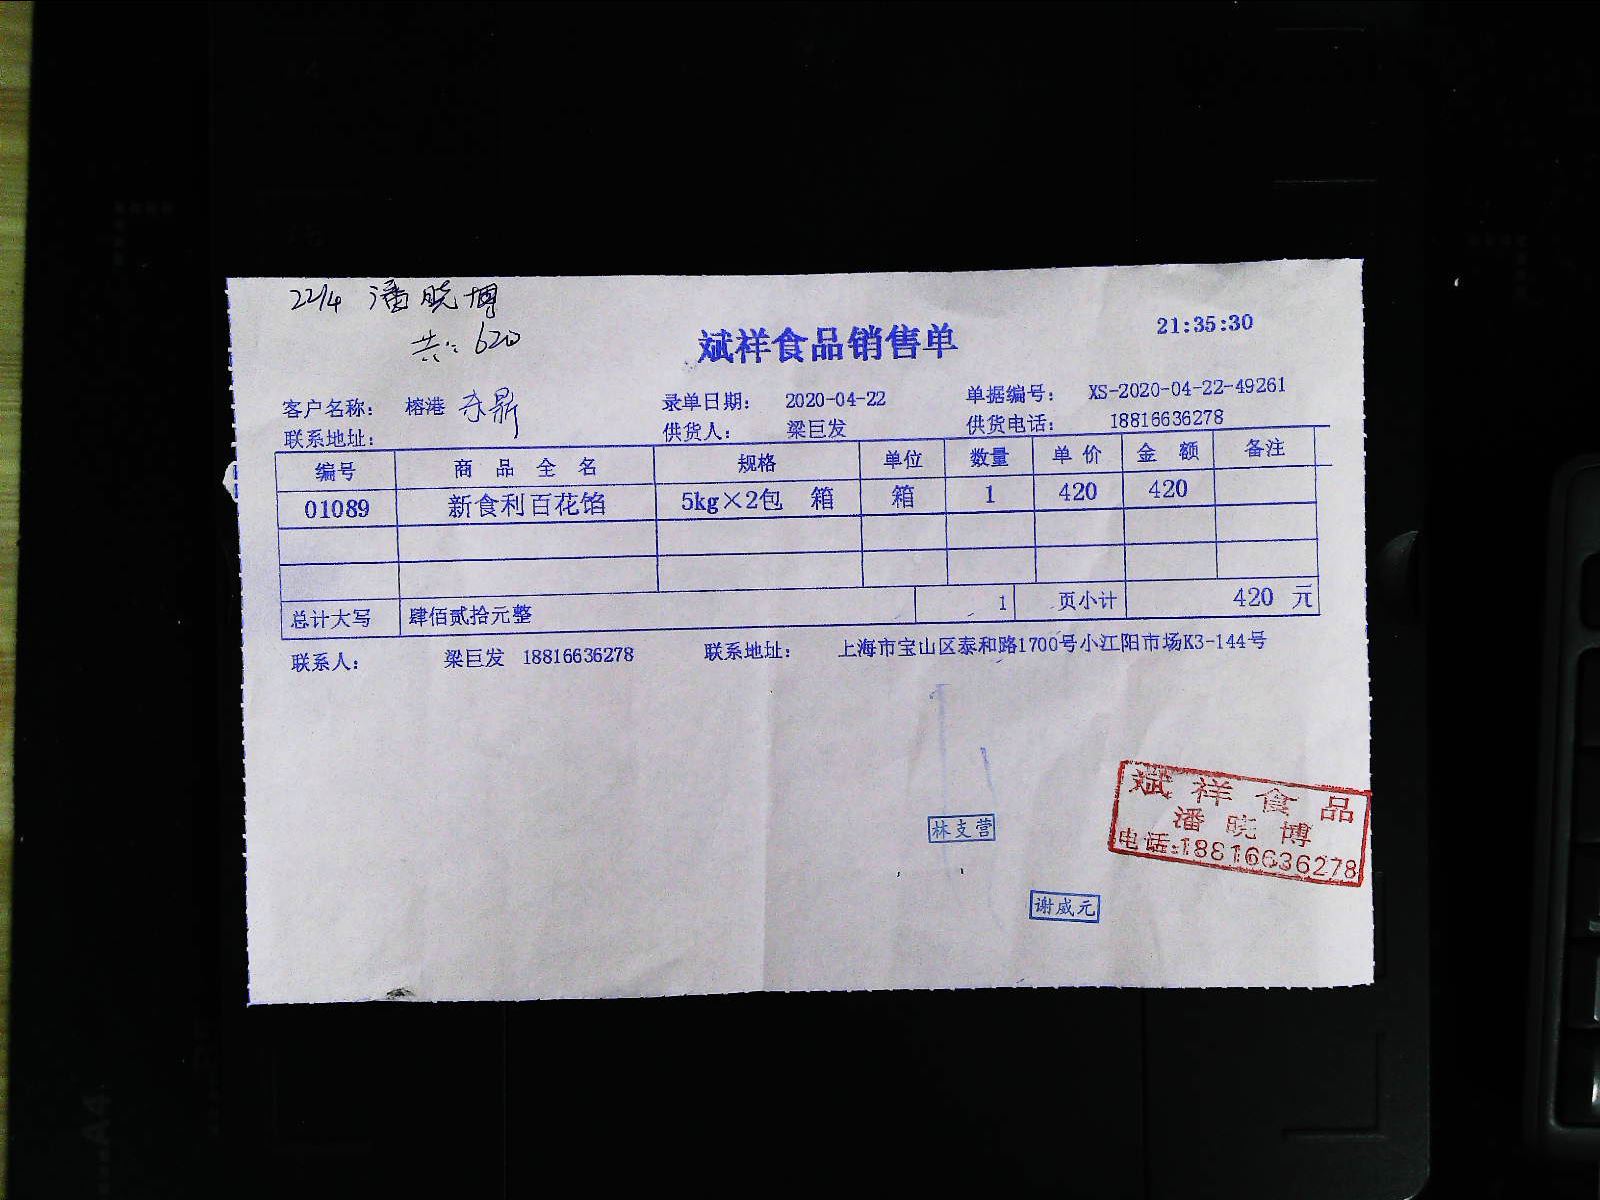 22/4 潘晓博
共: 620
斌祥食品销售单
21:35:30
客户名称: 榕港 录单日期: 2020-04-22 单据编号: XS-2020-04-22-49261
联系地址: 供货人: 梁巨发 供货电话: 18816636278
编号 商品全名 规格 单位 数量 单价 金额 备注
01089 新食利百花馅 5kg×2包 箱 箱 1 420 420
总计大写 肆佰贰拾元整 1 页小计 420 元
联系人: 梁巨发 18816636278 联系地址: 上海市宝山区泰和路1700号小江阳市场K3-144号
斌祥食品
潘晓博
电话:18816636278
林支营
谢威元